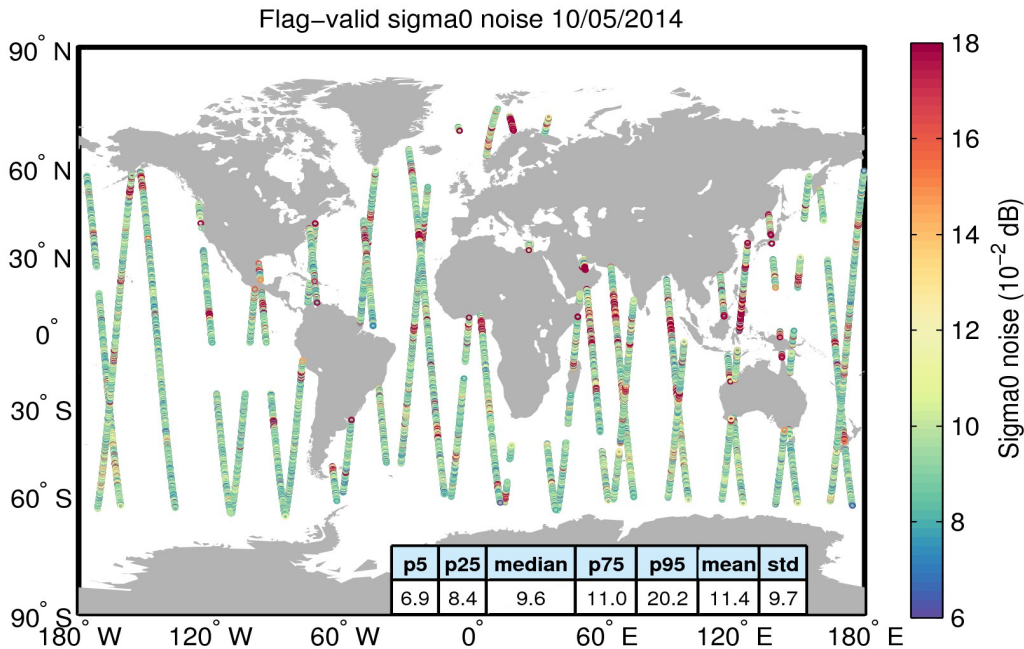 Flag−valid sigma0 noise 10/05/2014
90° N
60° N
30° N
0°
30° S
60° S
90° S
180° W
120° W
60° W
0°
60° E
120° E
180° E
p5 p25 median p75 p95 mean std
6.9 8.4 9.6 11.0 20.2 11.4 9.7
18
16
14
12
10
8
6
Sigma0 noise (10⁻² dB)